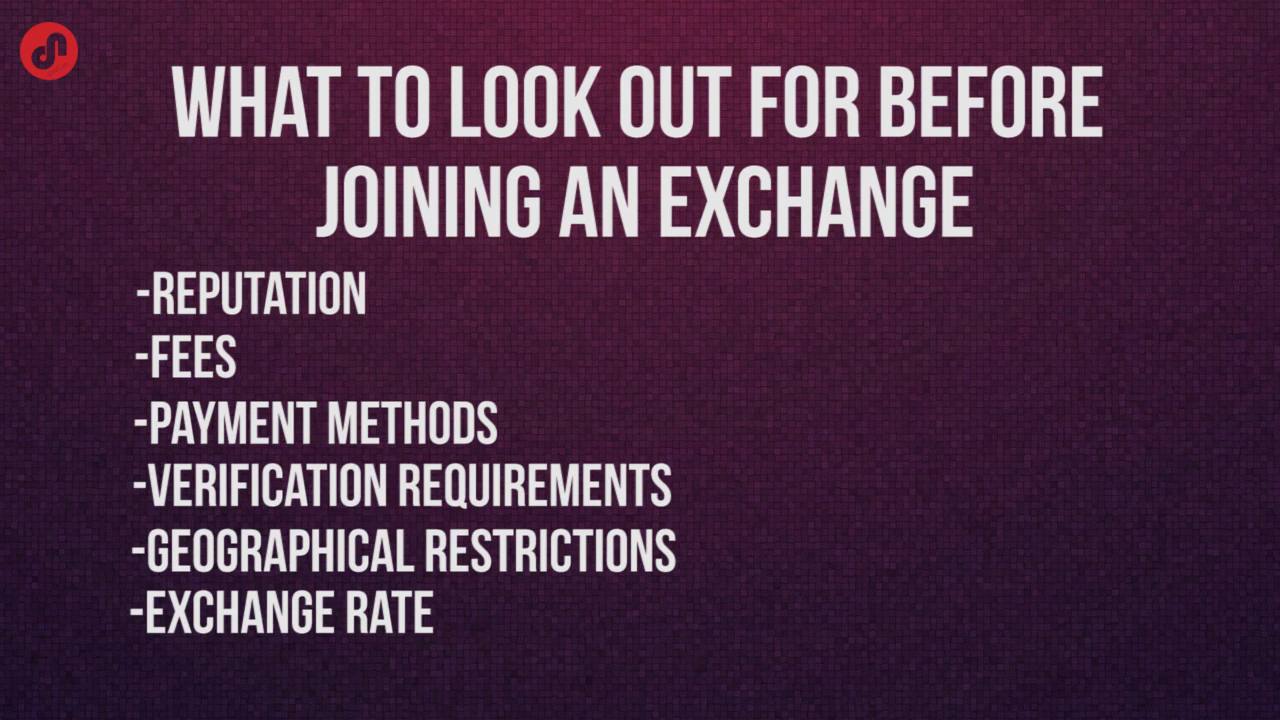 WHAT TO LOOK OUT FOR BEFORE
JOINING AN EXCHANGE
-REPUTATION
-FEES
-PAYMENT METHODS
-VERIFICATION REQUIREMENTS
-GEOGRAPHICAL RESTRICTIONS
-EXCHANGE RATE